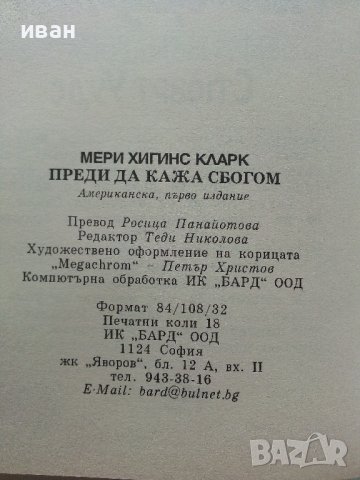 иван
МЕРИ ХИГИНС КЛАРК
ПРЕДИ ДА КАЖА СБОГОМ
Американска, първо издание
Превод Росица Панайотова
Редактор Теди Николова
Художествено оформление на корицата
„Megachrom" – Петър Христов
Компютърна обработка ИК „БАРД" ООД
Формат 84/108/32
Печатни коли 18
ИК „БАРД" ООД
1124 София
жк „Яворов", бл. 12 А, вх. II
тел. 943-38-16
E-Mail: bard@bulnet.bg
BAZAR